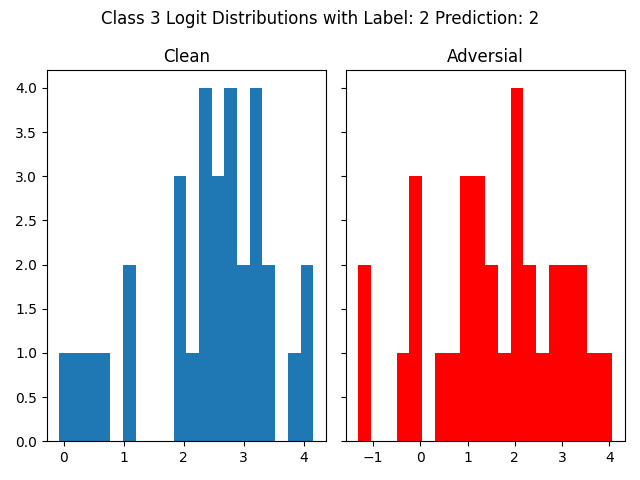 Class 3 Logit Distributions with Label: 2 Prediction: 2
Clean
Adversial
4.0
3.5
3.0
2.5
2.0
1.5
1.0
0.5
0.0
0 1 2 3 4
−1 0 1 2 3 4